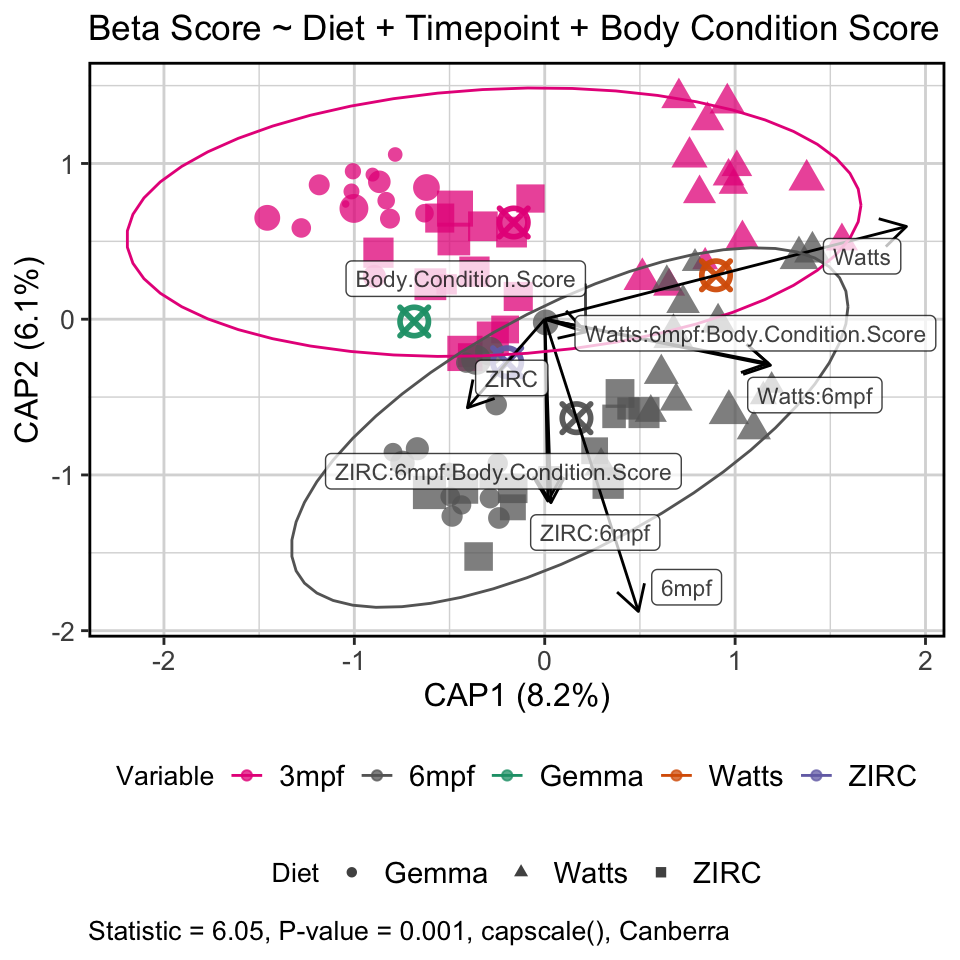 Beta Score ~ Diet + Timepoint + Body Condition Score
CAP2 (6.1%)
1
0
-1
-2
Watts
Body.Condition.Score
Watts:6mpf:Body.Condition.Score
ZIRC
Watts:6mpf
ZIRC:6mpf:Body.Condition.Score
ZIRC:6mpf
6mpf
-2 -1 0 1 2
CAP1 (8.2%)
Variable 3mpf 6mpf Gemma Watts ZIRC
Diet Gemma Watts ZIRC
Statistic = 6.05, P-value = 0.001, capscale(), Canberra